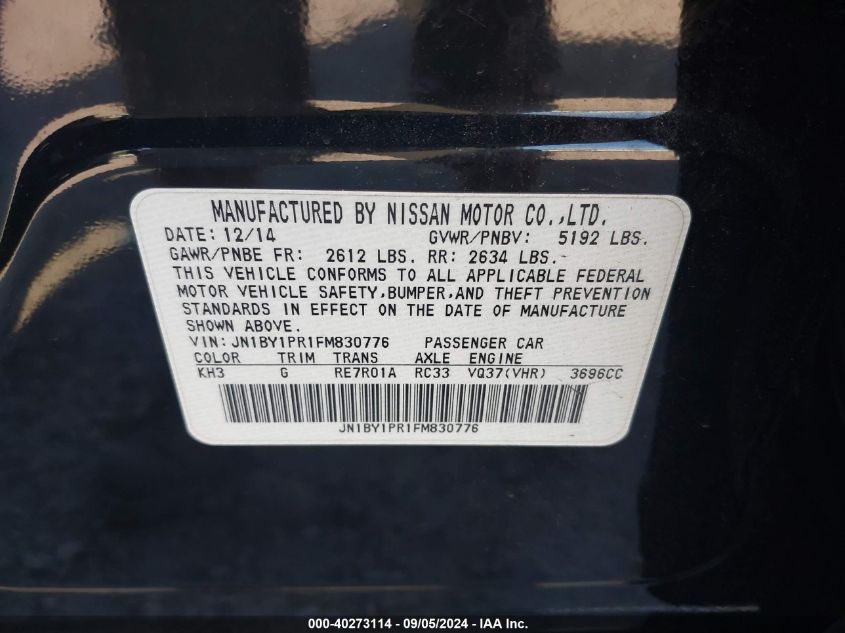 MANUFACTURED BY NISSAN MOTOR CO.,LTD.
DATE: 12/14 GVWR/PNBV: 5192 LBS.
GAWR/PNBE FR: 2612 LBS. RR: 2634 LBS.
THIS VEHICLE CONFORMS TO ALL APPLICABLE FEDERAL
MOTOR VEHICLE SAFETY,BUMPER,AND THEFT PREVENTION
STANDARDS IN EFFECT ON THE DATE OF MANUFACTURE
SHOWN ABOVE.
VIN: JN1BY1PR1FM830776 PASSENGER CAR
COLOR TRIM TRANS AXLE ENGINE
KH3 G RE7R01A RC33 VQ37(VHR) 3696CC
JN1BY1PR1FM830776
000-40273114 - 09/05/2024 - IAA Inc.